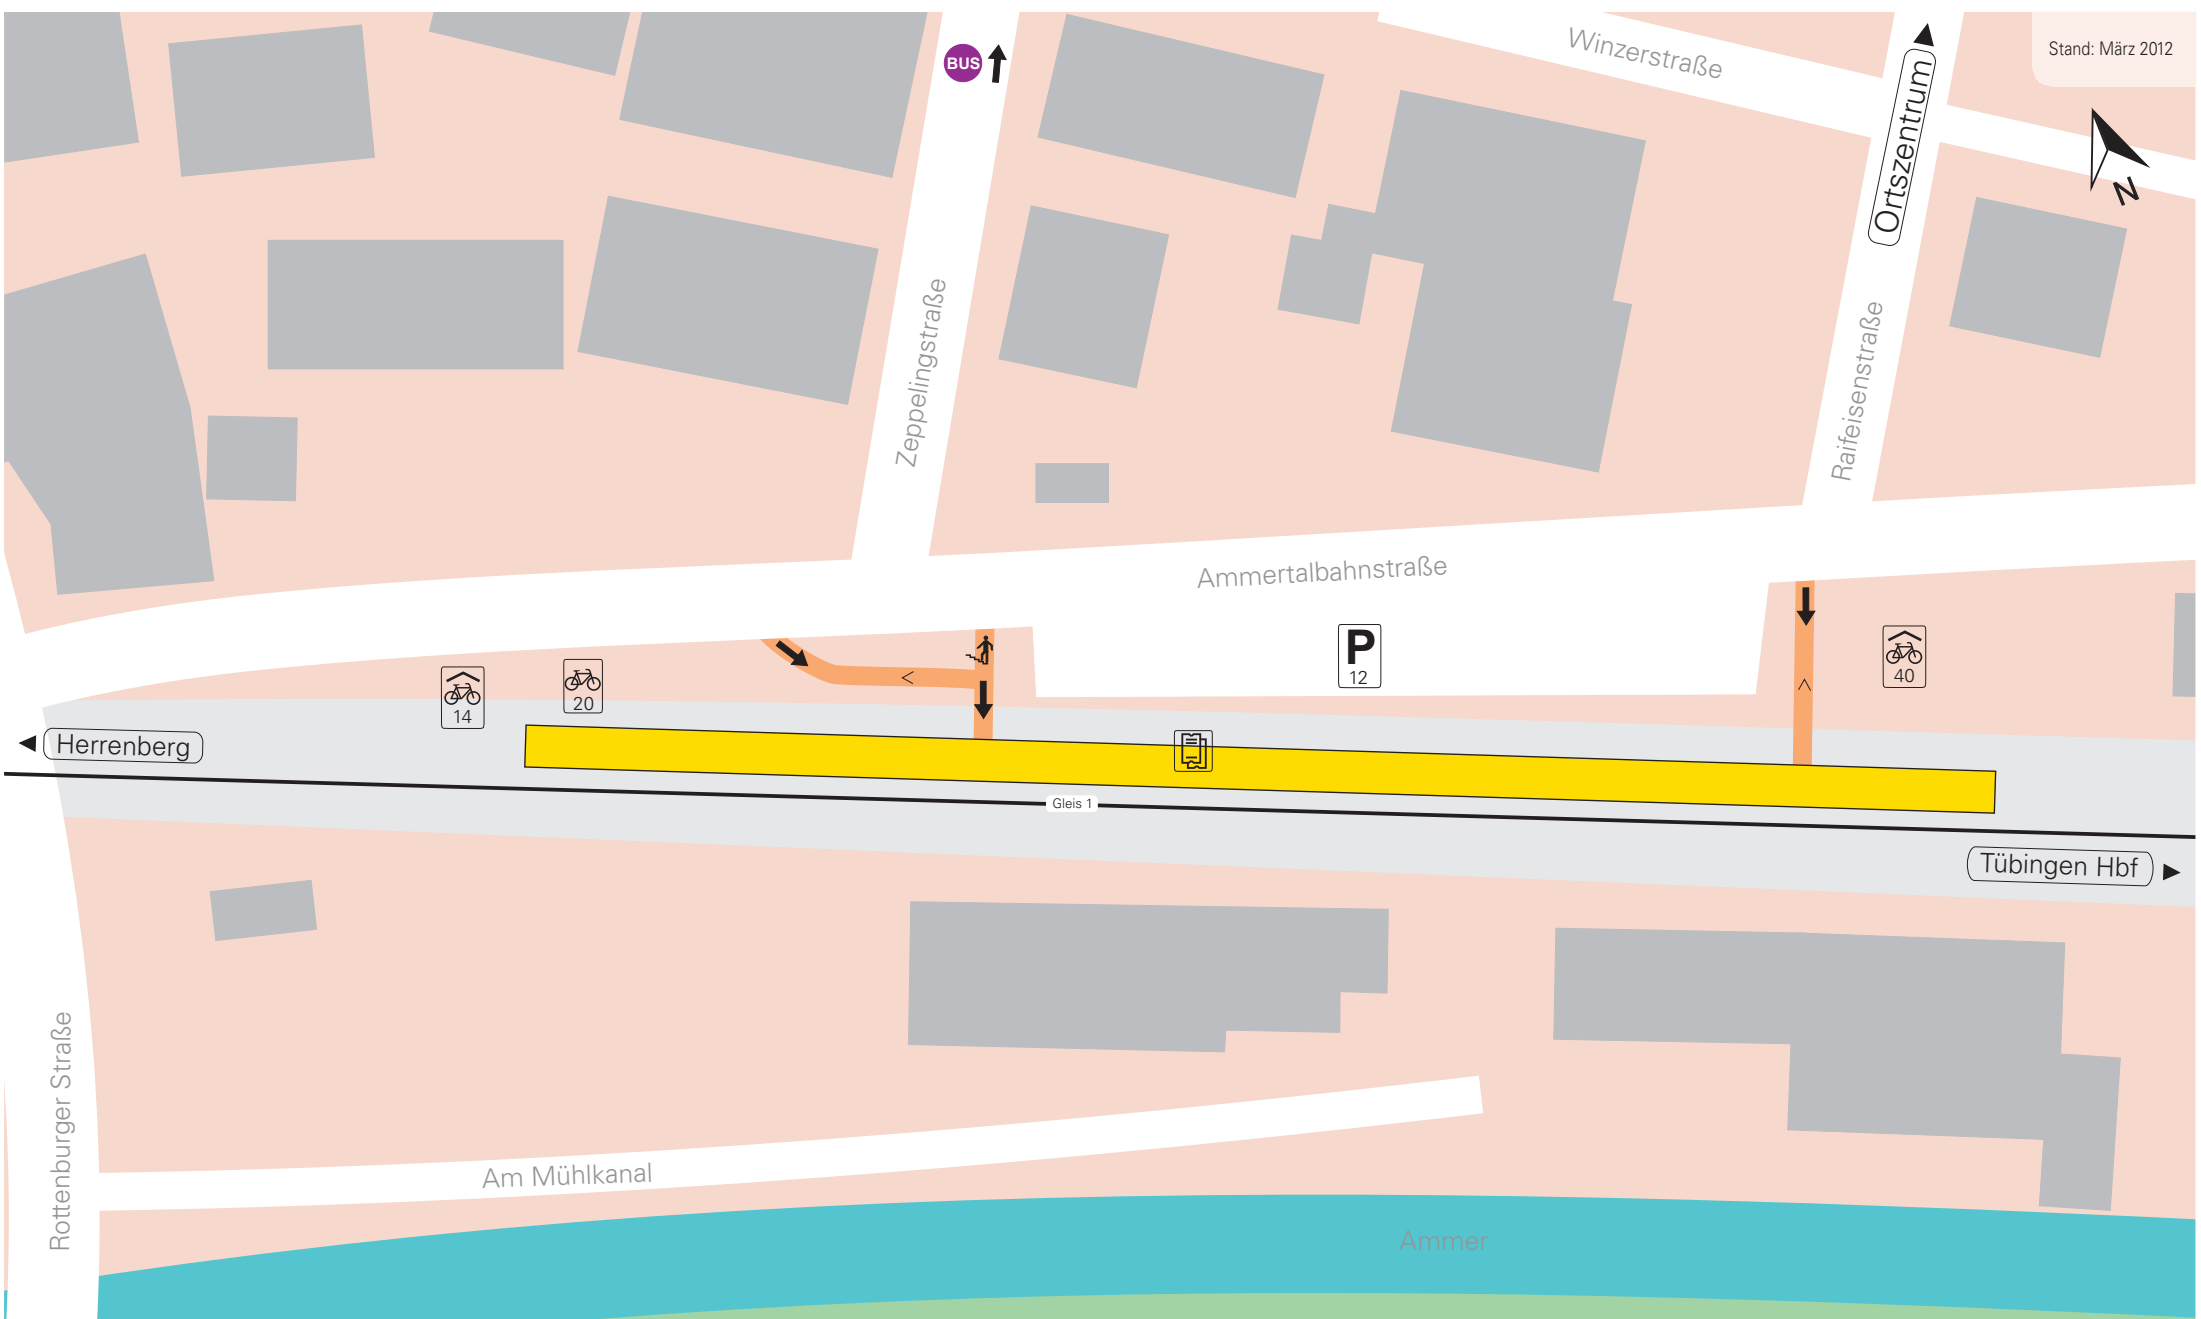 Winzerstraße
Stand: März 2012
BUS
Ortszentrum
N
Zeppelingstraße
Raifeisenstraße
Ammertalbahnstraße
P
12
14
20
40
Herrenberg
Gleis 1
Tübingen Hbf
Rottenburger Straße
Am Mühlkanal
Ammer